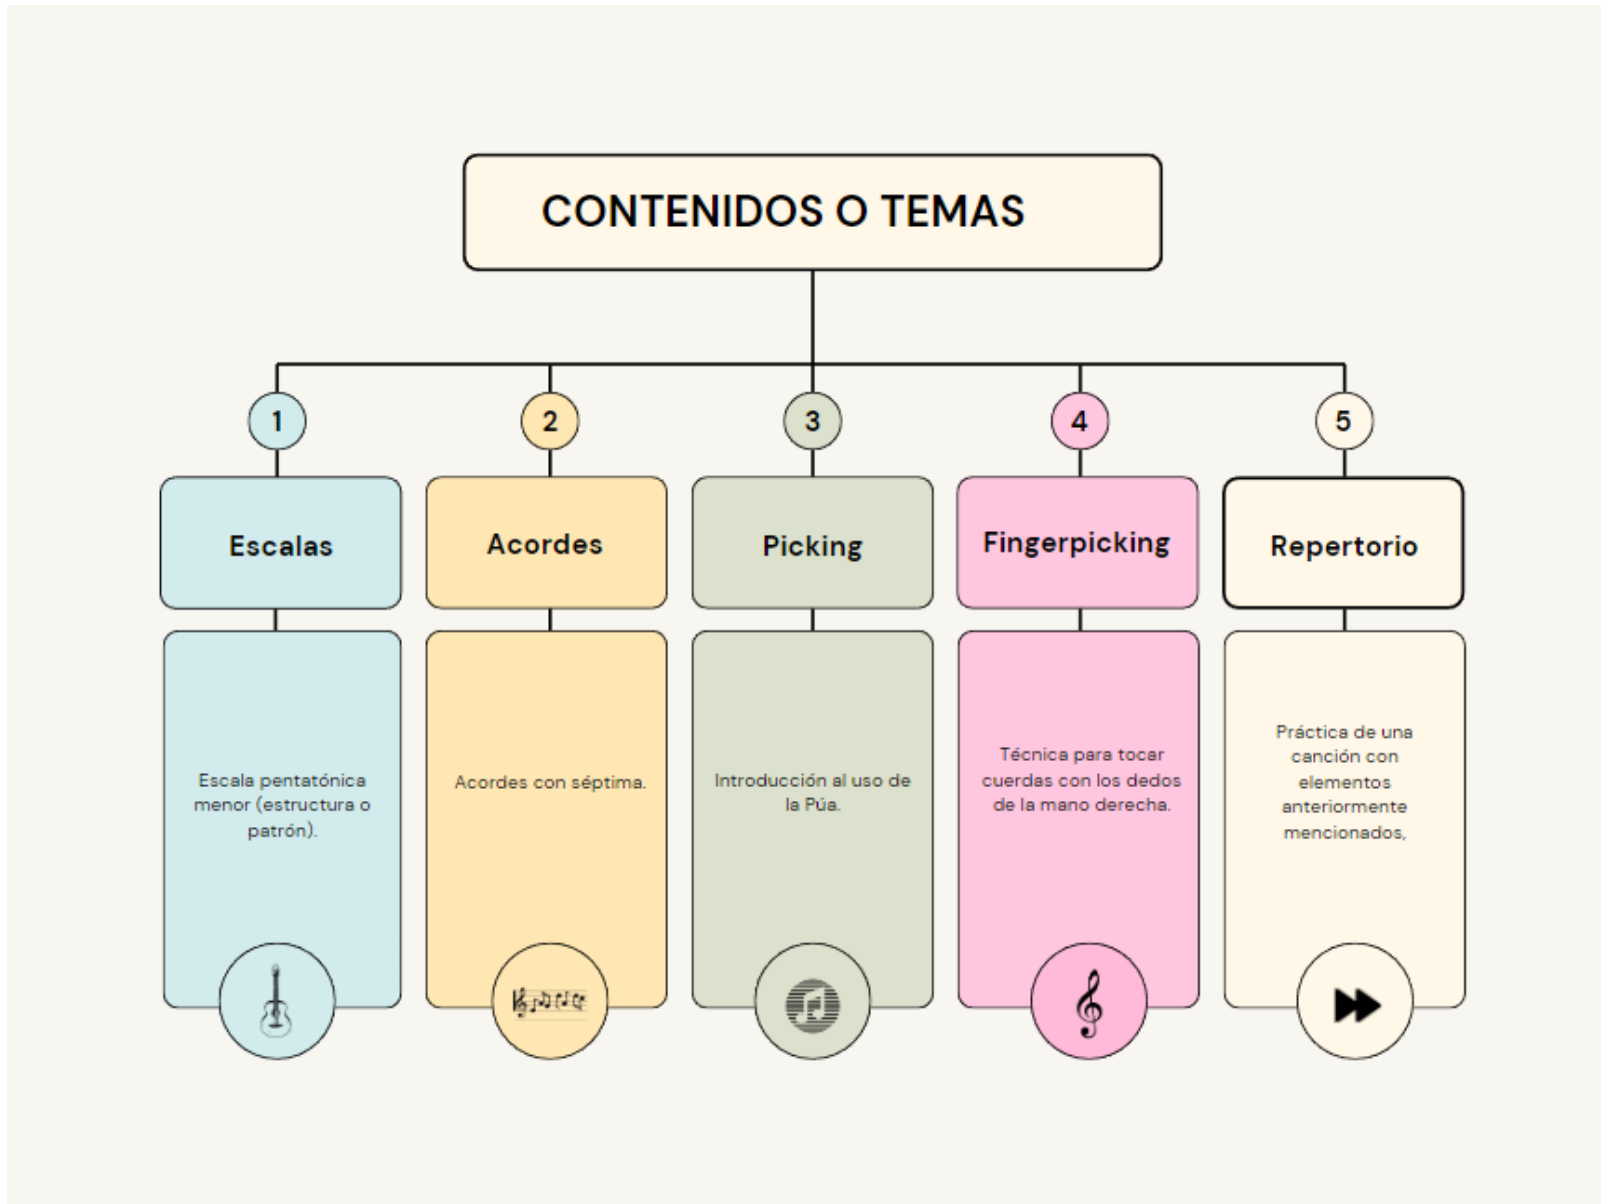 CONTENIDOS O TEMAS
1
2
3
4
5
Escalas
Acordes
Picking
Fingerpicking
Repertorio
Escala pentatónica
menor (estructura o
patrón).
Acordes con séptima.
Introducción al uso de
la Púa.
Técnica para tocar
cuerdas con los dedos
de la mano derecha.
Práctica de una
canción con
elementos
anteriormente
mencionados,